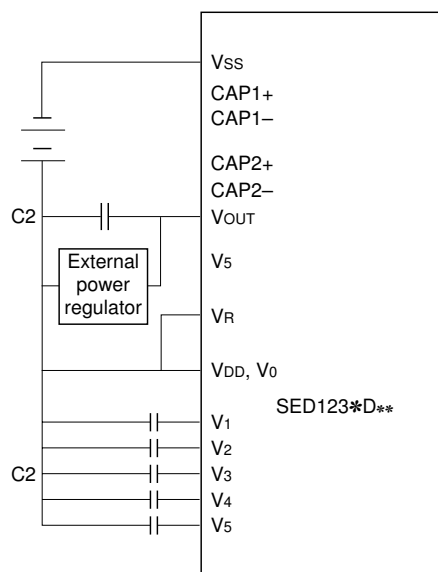 VSS
CAP1+
CAP1–
CAP2+
CAP2–
C2
VOUT
External
power
regulator
V5
VR
VDD, V0
SED123*D**
V1
V2
C2
V3
V4
V5